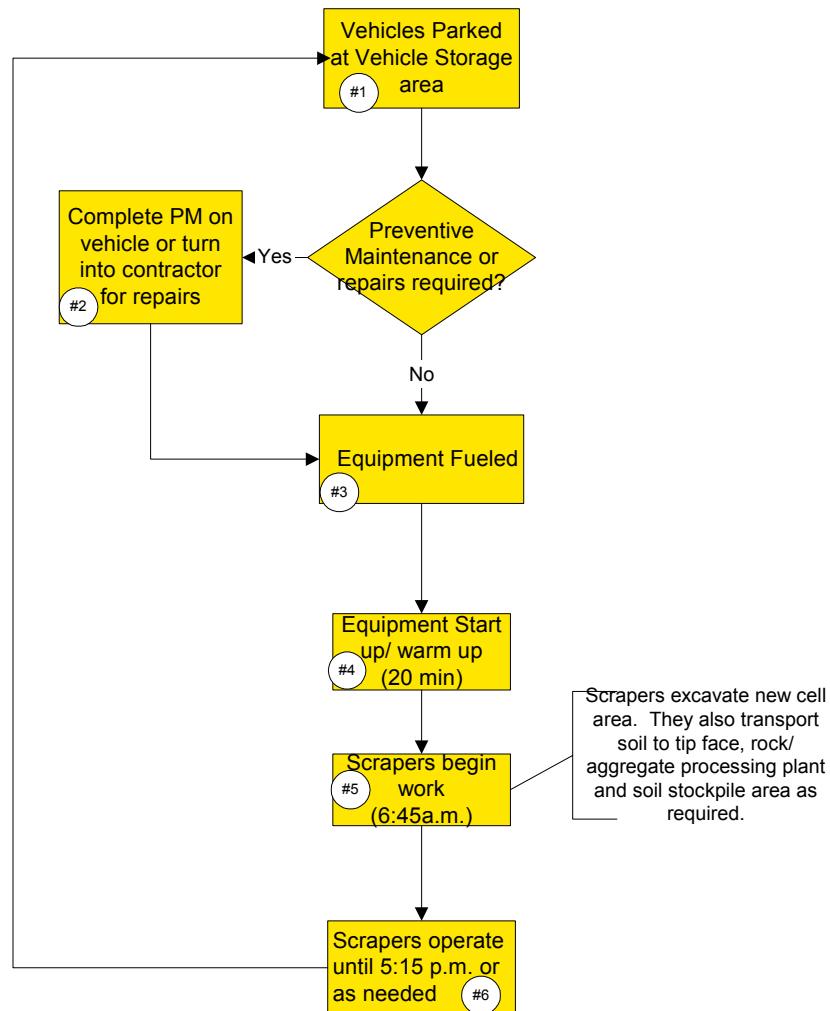 Vehicles Parked
at Vehicle Storage
area
#1
Preventive
Maintenance or
repairs required?
Yes
Complete PM on
vehicle or turn
into contractor
for repairs
#2
No
Equipment Fueled
#3
Equipment Start
up/ warm up
(20 min)
#4
Scrapers begin
work
(6:45a.m.)
#5
Scrapers excavate new cell
area. They also transport
soil to tip face, rock/
aggregate processing plant
and soil stockpile area as
required.
Scrapers operate
until 5:15 p.m. or
as needed
#6